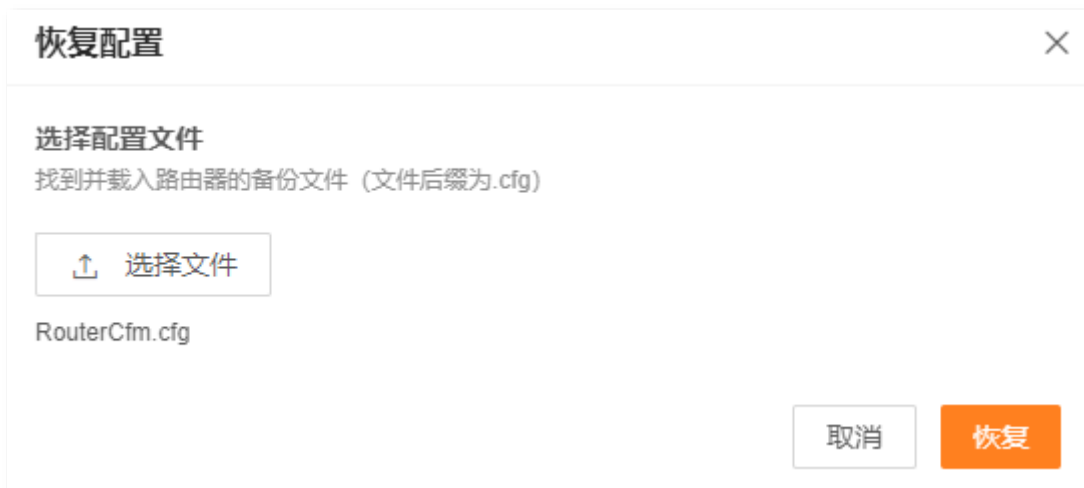 恢复配置
选择配置文件
找到并载入路由器的备份文件（文件后缀为.cfg）
选择文件
RouterCfm.cfg
取消
恢复